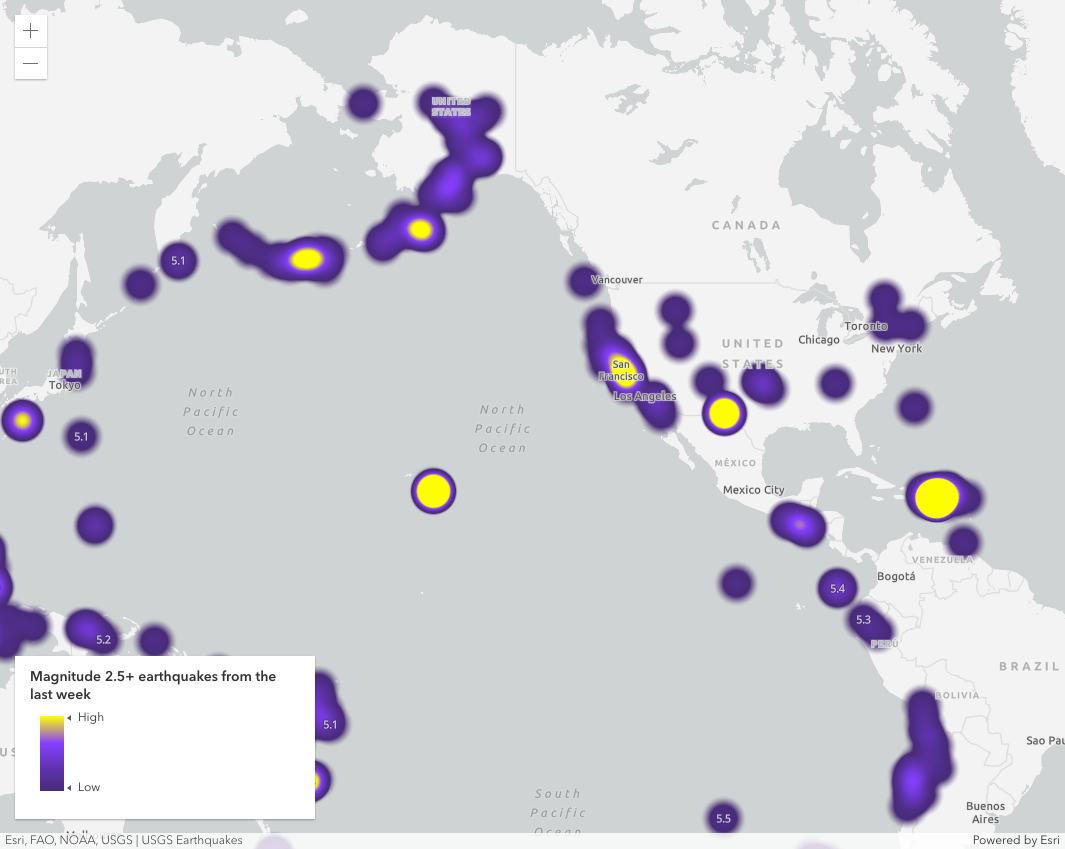 +
−
UNITED
STATES
CANADA
5.1
Vancouver
Toronto
Chicago
New York
UNITED
STATES
San
Francisco
Los Angeles
JAPAN
Tokyo
North
Pacific
Ocean
North
Pacific
Ocean
5.1
MÉXICO
Mexico City
VENEZUELA
Bogotá
5.4
5.3
PERU
5.2
BRAZIL
BOLIVIA
5.1
Sao Pau
South
Pacific
Ocean
5.5
Buenos
Aires
Magnitude 2.5+ earthquakes from the
last week
High
Low
Esri, FAO, NOAA, USGS | USGS Earthquakes
Powered by Esri